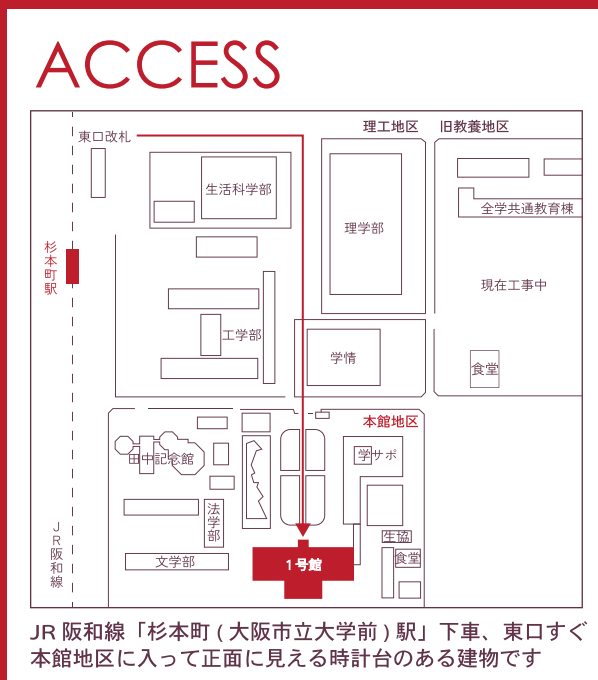 ACCESS
東口改札
理工地区
旧教養地区
生活科学部
理学部
全学共通教育棟
杉本町駅
現在工事中
工学部
学情
食堂
本館地区
田中記念館
学サポ
法学部
生協
JR阪和線
文学部
1号館
食堂
JR 阪和線「杉本町 ( 大阪市立大学前 ) 駅」下車、東口すぐ
本館地区に入って正面に見える時計台のある建物です